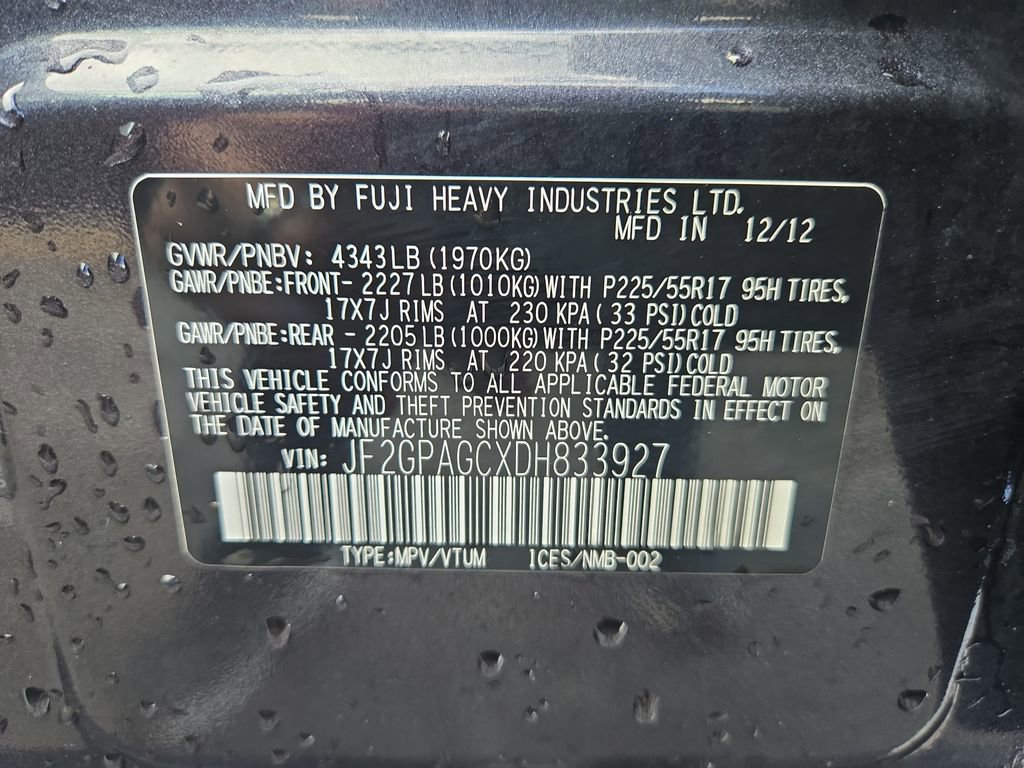 MFD BY FUJI HEAVY INDUSTRIES LTD.
MFD IN 12/12
GVWR/PNBV: 4343LB (1970KG)
GAWR/PNBE:FRONT- 2227 LB (1010KG) WITH P225/55R17 95H TIRES,
17X7J RIMS AT 230 KPA ( 33 PSI) COLD
GAWR/PNBE:REAR - 2205 LB (1000KG) WITH P225/55R17 95H TIRES,
17X7J RIMS AT 220 KPA ( 32 PSI) COLD
THIS VEHICLE CONFORMS TO ALL APPLICABLE FEDERAL MOTOR
VEHICLE SAFETY AND THEFT PREVENTION STANDARDS IN EFFECT ON
THE DATE OF MANUFACTURE SHOWN ABOVE.
VIN: JF2GPAGCXDH833927
TYPE:MPV/VTUM ICES/NMB-002